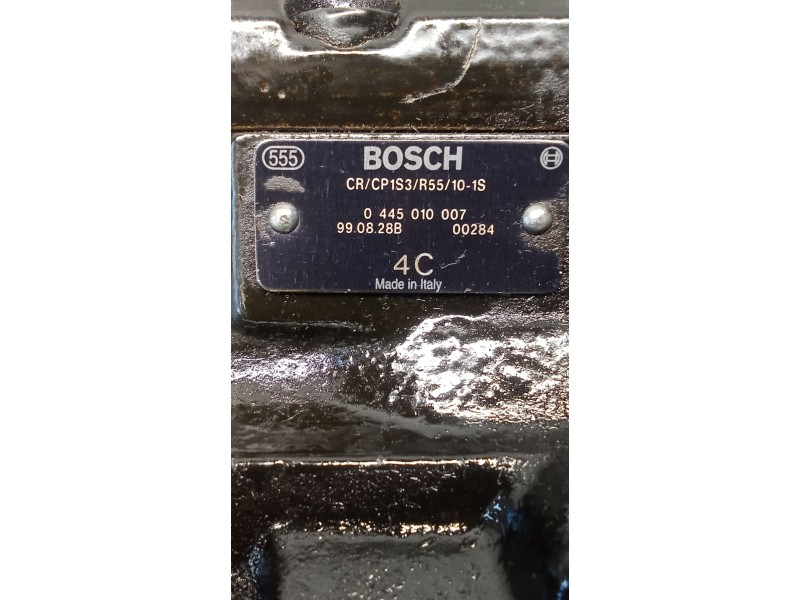 555 BOSCH
CR/CP1S3/R55/10-1S
0 445 010 007
99.08.28B 00284
4C
Made in Italy